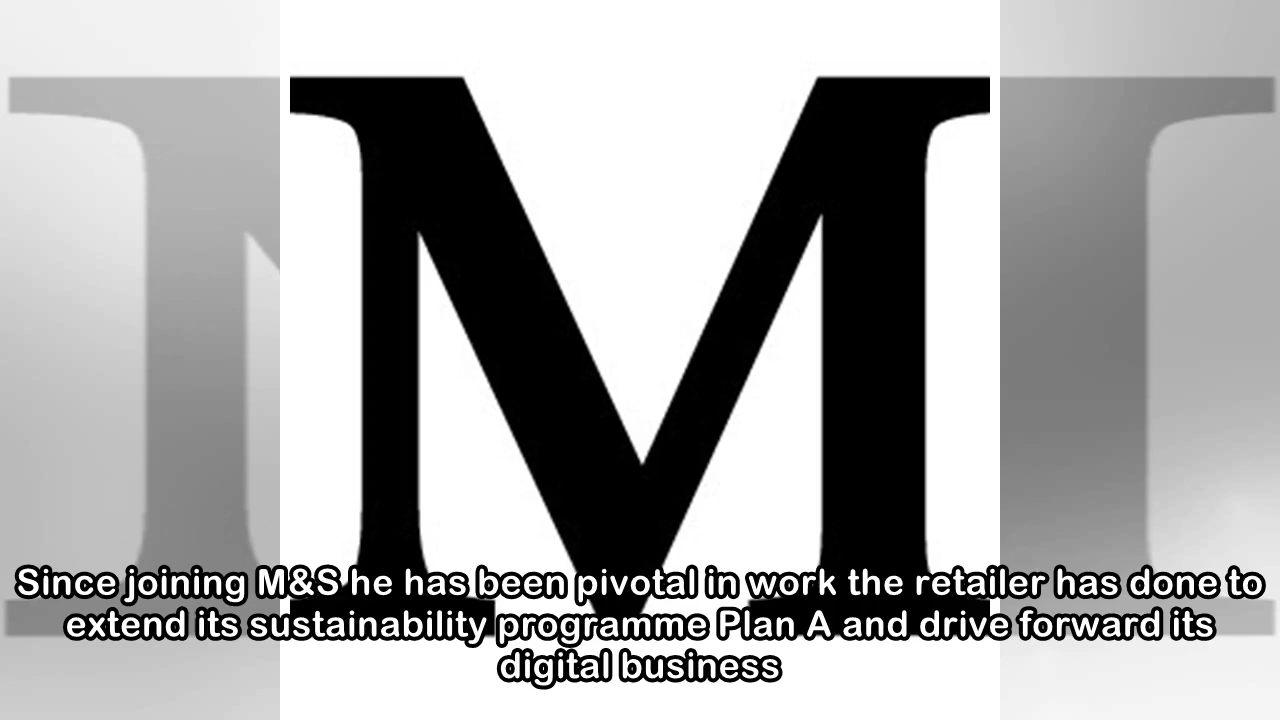 M
Since joining M&S he has been pivotal in work the retailer has done to
extend its sustainability programme Plan A and drive forward its
digital business